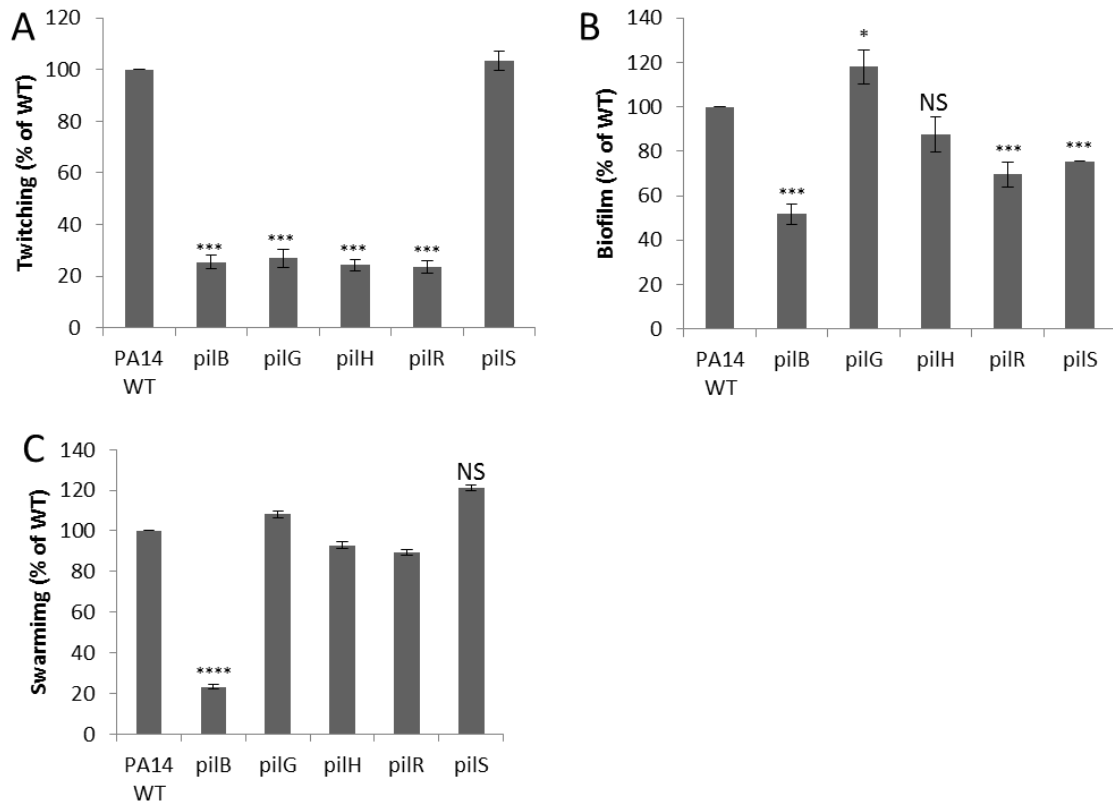 A
Twitching (% of WT)
120
100
80
60
40
20
0
***
***
***
***
PA14 WT
pilB
pilG
pilH
pilR
pilS
B
Biofilm (% of WT)
140
120
100
80
60
40
20
0
***
*
NS
***
***
PA14 WT
pilB
pilG
pilH
pilR
pilS
C
Swarmimg (% of WT)
140
120
100
80
60
40
20
0
****
NS
PA14 WT
pilB
pilG
pilH
pilR
pilS